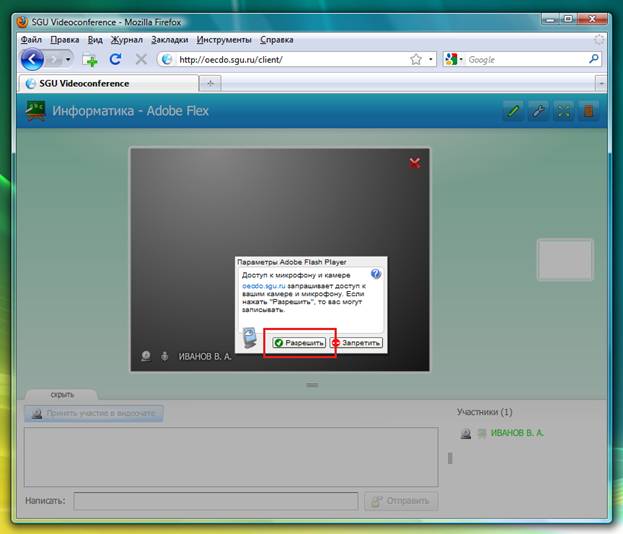 SGU Videoconference - Mozilla Firefox
Файл Правка Вид Журнал Закладки Инструменты Справка
http://oecdo.sgu.ru/client/
Google
SGU Videoconference
Информатика - Adobe Flex
Параметры Adobe Flash Player
Доступ к микрофону и камере
oecdo.sgu.ru запрашивает доступ к
вашим камере и микрофону. Если
нажать "Разрешить", то вас могут
записывать.
Разрешить Запретить
ИВАНОВ В. А.
скрыть
Принять участие в видеочате
Участники (1)
ИВАНОВ В. А.
Написать:
Отправить